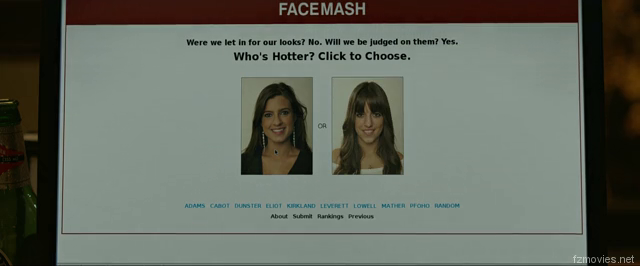 FACEMASH
Were we let in for our looks? No. Will we be judged on them? Yes.
Who's Hotter? Click to Choose.
OR
ADAMS CABOT DUNSTER ELIOT KIRKLAND LEVERETT LOWELL MATHER PFOHO RANDOM
About Submit Rankings Previous
fzmovies.net